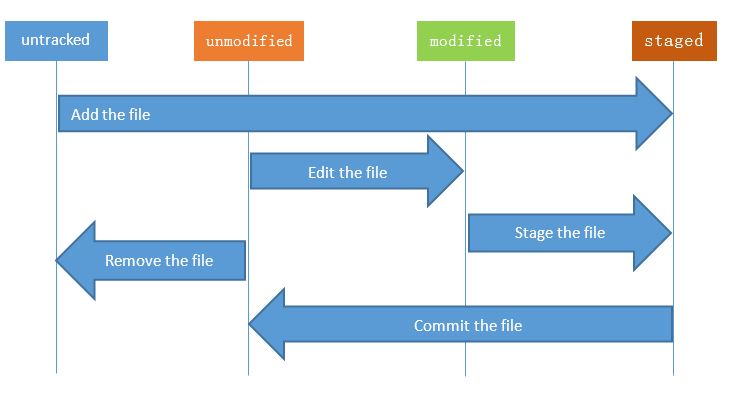 untracked
unmodified
modified
staged
Add the file
Edit the file
Stage the file
Remove the file
Commit the file